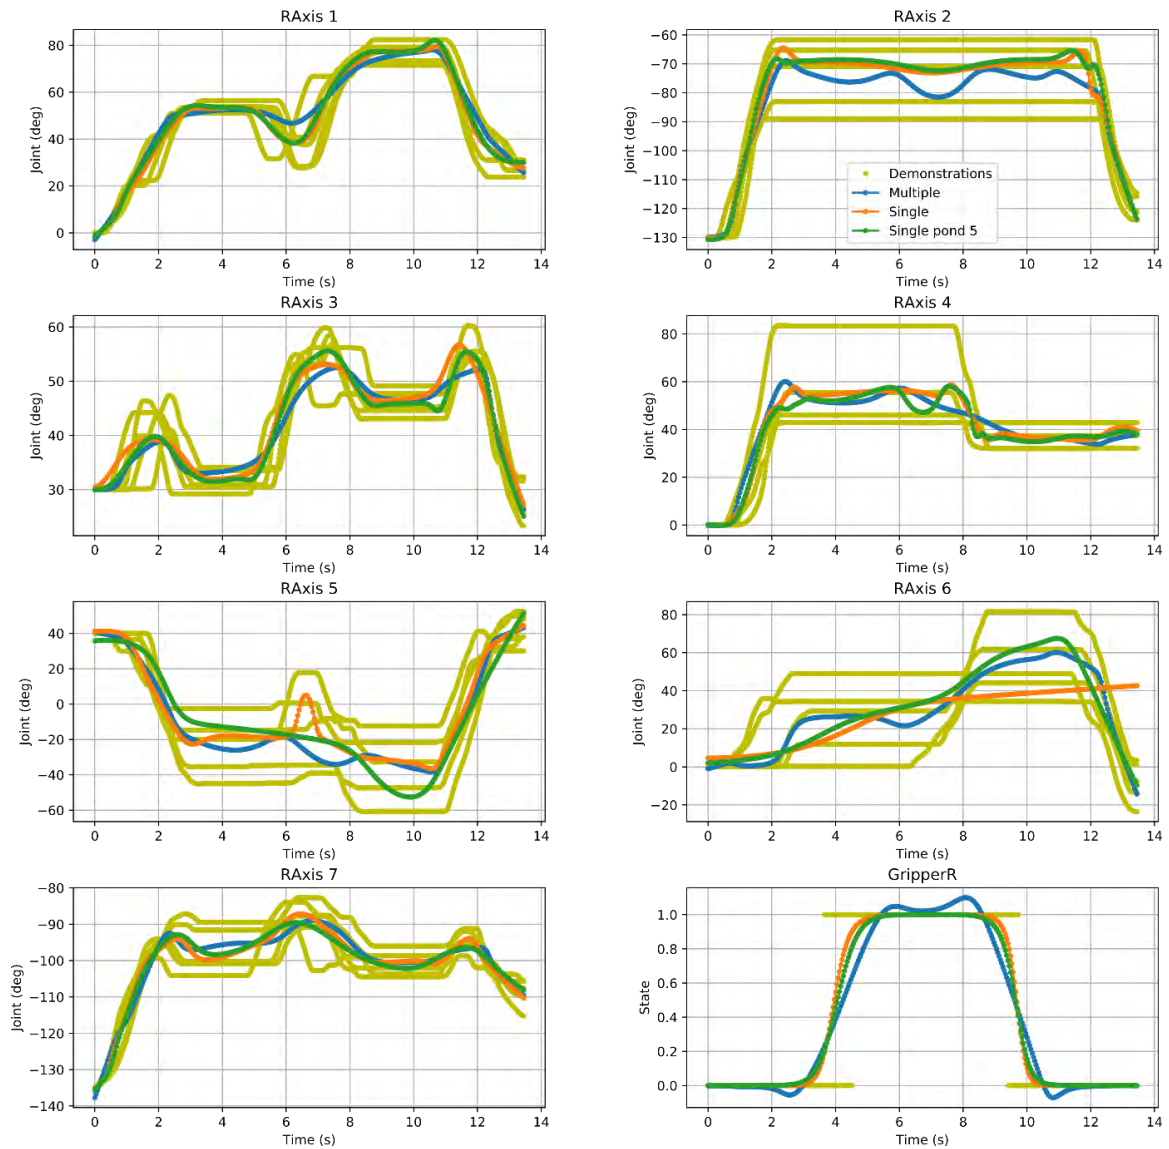 RAxis 1
80
60
40
20
0
Joint (deg)
0 2 4 6 8 10 12 14
Time (s)
RAxis 2
−60
−70
−80
−90
−100
−110
−120
−130
Joint (deg)
Demonstrations
Multiple
Single
Single pond 5
0 2 4 6 8 10 12 14
Time (s)
RAxis 3
60
50
40
30
Joint (deg)
0 2 4 6 8 10 12 14
Time (s)
RAxis 4
80
60
40
20
0
Joint (deg)
0 2 4 6 8 10 12 14
Time (s)
RAxis 5
40
20
0
−20
−40
−60
Joint (deg)
0 2 4 6 8 10 12 14
Time (s)
RAxis 6
80
60
40
20
0
−20
Joint (deg)
0 2 4 6 8 10 12 14
Time (s)
RAxis 7
−80
−90
−100
−110
−120
−130
−140
Joint (deg)
0 2 4 6 8 10 12 14
Time (s)
GripperR
1.0
0.8
0.6
0.4
0.2
0.0
State
0 2 4 6 8 10 12 14
Time (s)